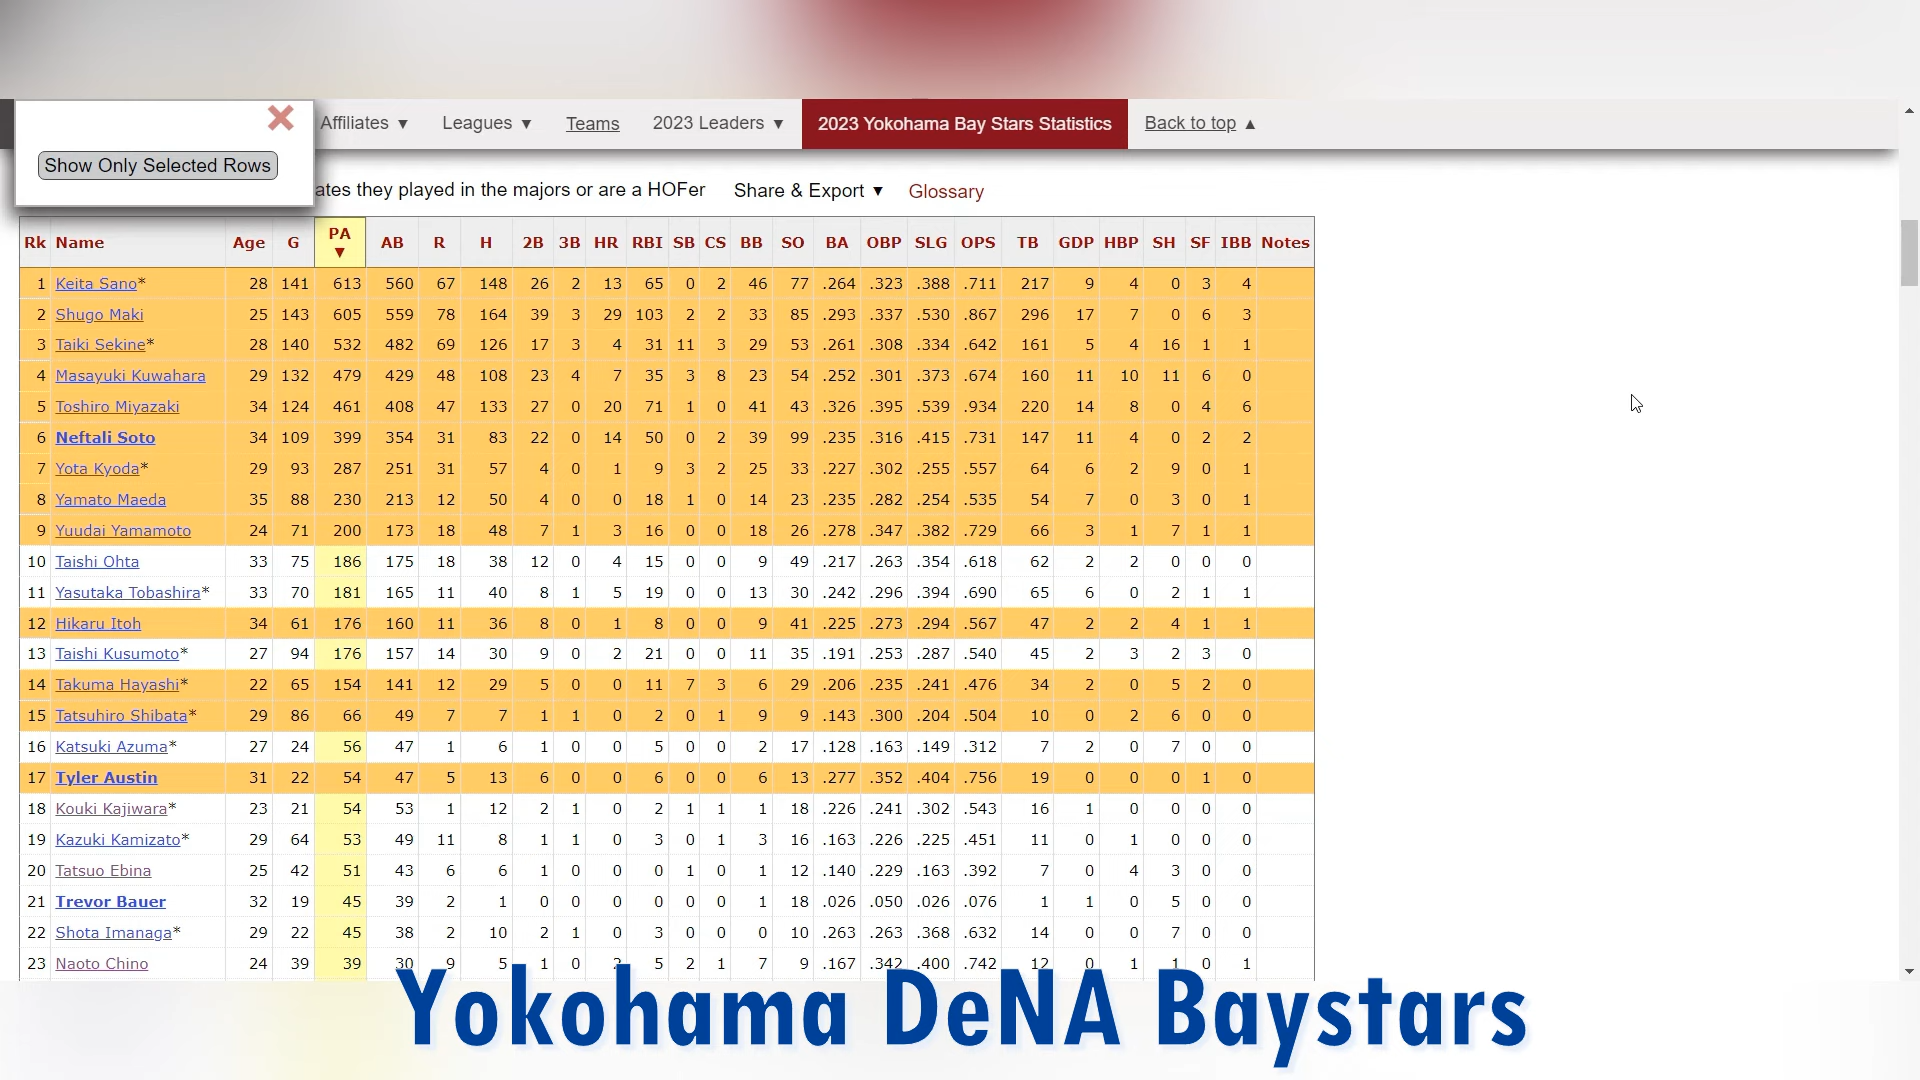 Affiliates ▼ Leagues ▼ Teams 2023 Leaders ▼ 2023 Yokohama Bay Stars Statistics Back to top ▲
Show Only Selected Rows
ates they played in the majors or are a HOFer Share & Export ▼ Glossary
Rk Name Age G PA ▼ AB R H 2B 3B HR RBI SB CS BB SO BA OBP SLG OPS TB GDP HBP SH SF IBB Notes
1 Keita Sano* 28 141 613 560 67 148 26 2 13 65 0 2 46 77 .264 .323 .388 .711 217 9 4 0 3 4
2 Shugo Maki 25 143 605 559 78 164 39 3 29 103 2 2 33 85 .293 .337 .530 .867 296 17 7 0 6 3
3 Taiki Sekine* 28 140 532 482 69 126 17 3 4 31 11 3 29 53 .261 .308 .334 .642 161 5 4 16 1 1
4 Masayuki Kuwahara 29 132 479 429 48 108 23 4 7 35 3 8 23 54 .252 .301 .373 .674 160 11 10 11 6 0
5 Toshiro Miyazaki 34 124 461 408 47 133 27 0 20 71 1 0 41 43 .326 .395 .539 .934 220 14 8 0 4 6
6 Neftali Soto 34 109 399 354 31 83 22 0 14 50 0 2 39 99 .235 .316 .415 .731 147 11 4 0 2 2
7 Yota Kyoda* 29 93 287 251 31 57 4 0 1 9 3 2 25 33 .227 .302 .255 .557 64 6 2 9 0 1
8 Yamato Maeda 35 88 230 213 12 50 4 0 0 18 1 0 14 23 .235 .282 .254 .535 54 7 0 3 0 1
9 Yuudai Yamamoto 24 71 200 173 18 48 7 1 3 16 0 0 18 26 .278 .347 .382 .729 66 3 1 7 1 1
10 Taishi Ohta 33 75 186 175 18 38 12 0 4 15 0 0 9 49 .217 .263 .354 .618 62 2 2 0 0 0
11 Yasutaka Tobashira* 33 70 181 165 11 40 8 1 5 19 0 0 13 30 .242 .296 .394 .690 65 6 0 2 1 1
12 Hikaru Itoh 34 61 176 160 11 36 8 0 1 8 0 0 9 41 .225 .273 .294 .567 47 2 2 4 1 1
13 Taishi Kusumoto* 27 94 176 157 14 30 9 0 2 21 0 0 11 35 .191 .253 .287 .540 45 2 3 2 3 0
14 Takuma Hayashi* 22 65 154 141 12 29 5 0 0 11 7 3 6 29 .206 .235 .241 .476 34 2 0 5 2 0
15 Tatsuhiro Shibata* 29 86 66 49 7 7 1 1 0 2 0 1 9 9 .143 .300 .204 .504 10 0 2 6 0 0
16 Katsuki Azuma* 27 24 56 47 1 6 1 0 0 5 0 0 2 17 .128 .163 .149 .312 7 2 0 7 0 0
17 Tyler Austin 31 22 54 47 5 13 6 0 0 6 0 0 6 13 .277 .352 .404 .756 19 0 0 0 1 0
18 Kouki Kajiwara* 23 21 54 53 1 12 2 1 0 2 1 1 1 18 .226 .241 .302 .543 16 1 0 0 0 0
19 Kazuki Kamizato* 29 64 53 49 11 8 1 1 0 3 0 1 3 16 .163 .226 .225 .451 11 0 1 0 0 0
20 Tatsuo Ebina 25 42 51 43 6 6 1 0 0 0 1 0 1 12 .140 .229 .163 .392 7 0 4 3 0 0
21 Trevor Bauer 32 19 45 39 2 1 0 0 0 0 0 0 1 18 .026 .050 .026 .076 1 1 0 5 0 0
22 Shota Imanaga* 29 22 45 38 2 10 2 1 0 3 0 0 0 10 .263 .263 .368 .632 14 0 0 7 0 0
23 Naoto Chino 24 39 39 30 9 5 1 0 2 5 2 1 7 9 .167 .342 .400 .742 12 0 1 1 0 1
Yokohama DeNA Baystars